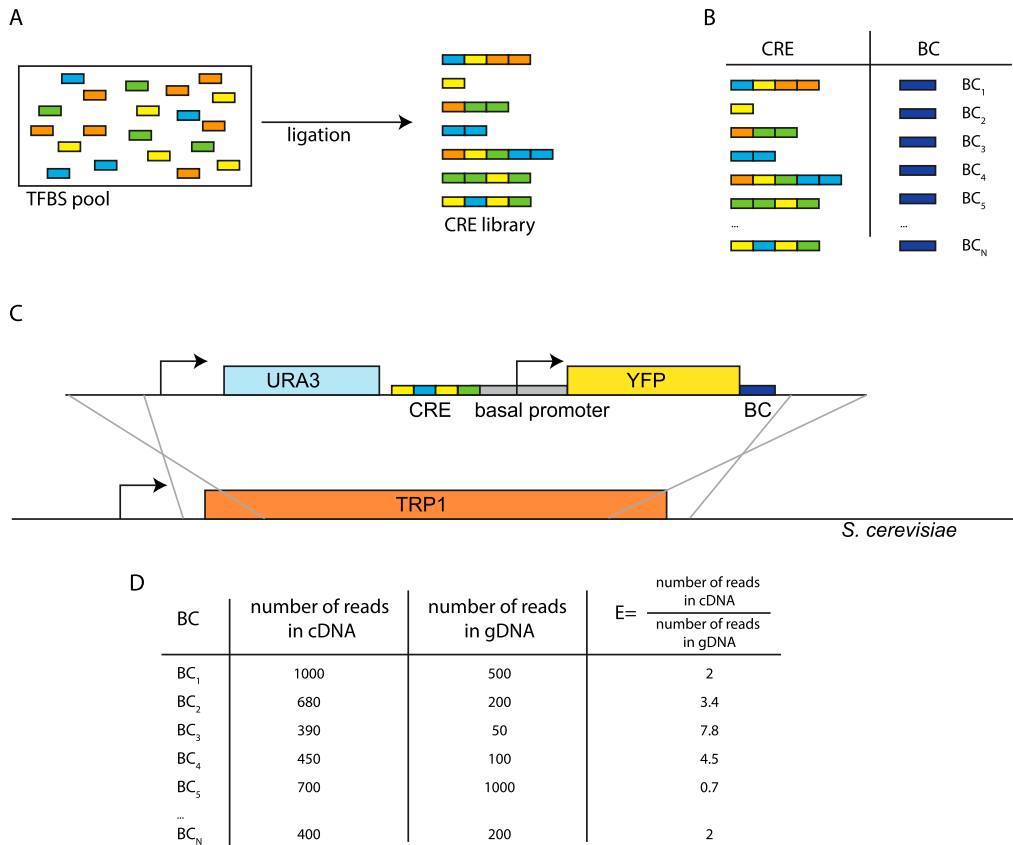 A
TFBS pool
ligation
CRE library
B
CRE BC
BC1
BC2
BC3
BC4
BC5
... ...
BCN
C
URA3
YFP
CRE basal promoter BC
TRP1
S. cerevisiae
D
BC
number of reads in cDNA
number of reads in gDNA
E= number of reads in cDNA
number of reads in gDNA
BC1 1000 500 2
BC2 680 200 3.4
BC3 390 50 7.8
BC4 450 100 4.5
BC5 700 1000 0.7
...
BCN 400 200 2